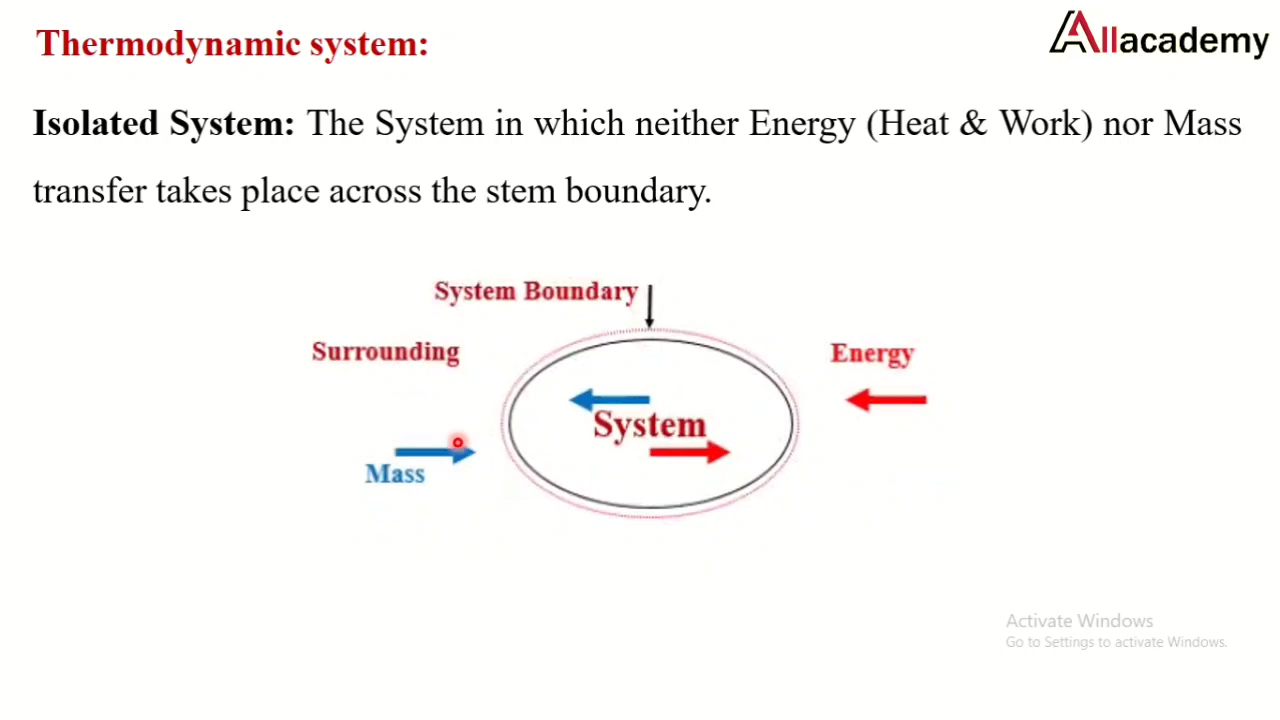 Thermodynamic system:
Allacademy
Isolated System: The System in which neither Energy (Heat & Work) nor Mass
transfer takes place across the stem boundary.
System Boundary
Surrounding
Energy
System
Mass
Activate Windows
Go to Settings to activate Windows.